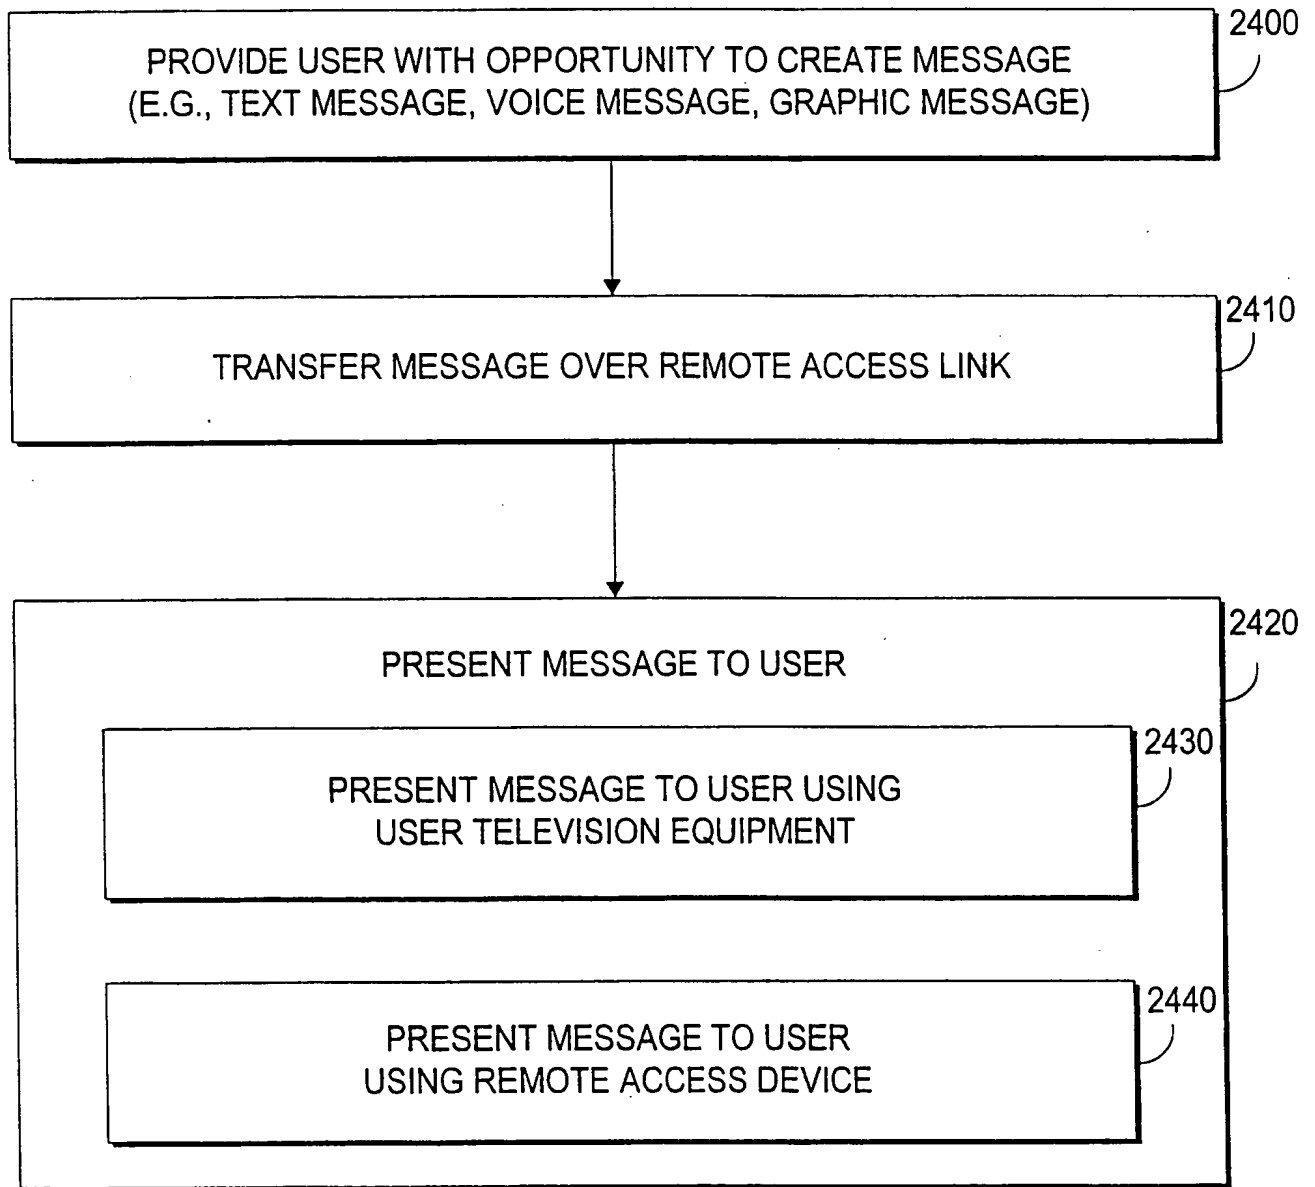 2400
PROVIDE USER WITH OPPORTUNITY TO CREATE MESSAGE
(E.G., TEXT MESSAGE, VOICE MESSAGE, GRAPHIC MESSAGE)
2410
TRANSFER MESSAGE OVER REMOTE ACCESS LINK
2420
PRESENT MESSAGE TO USER
2430
PRESENT MESSAGE TO USER USING
USER TELEVISION EQUIPMENT
2440
PRESENT MESSAGE TO USER
USING REMOTE ACCESS DEVICE